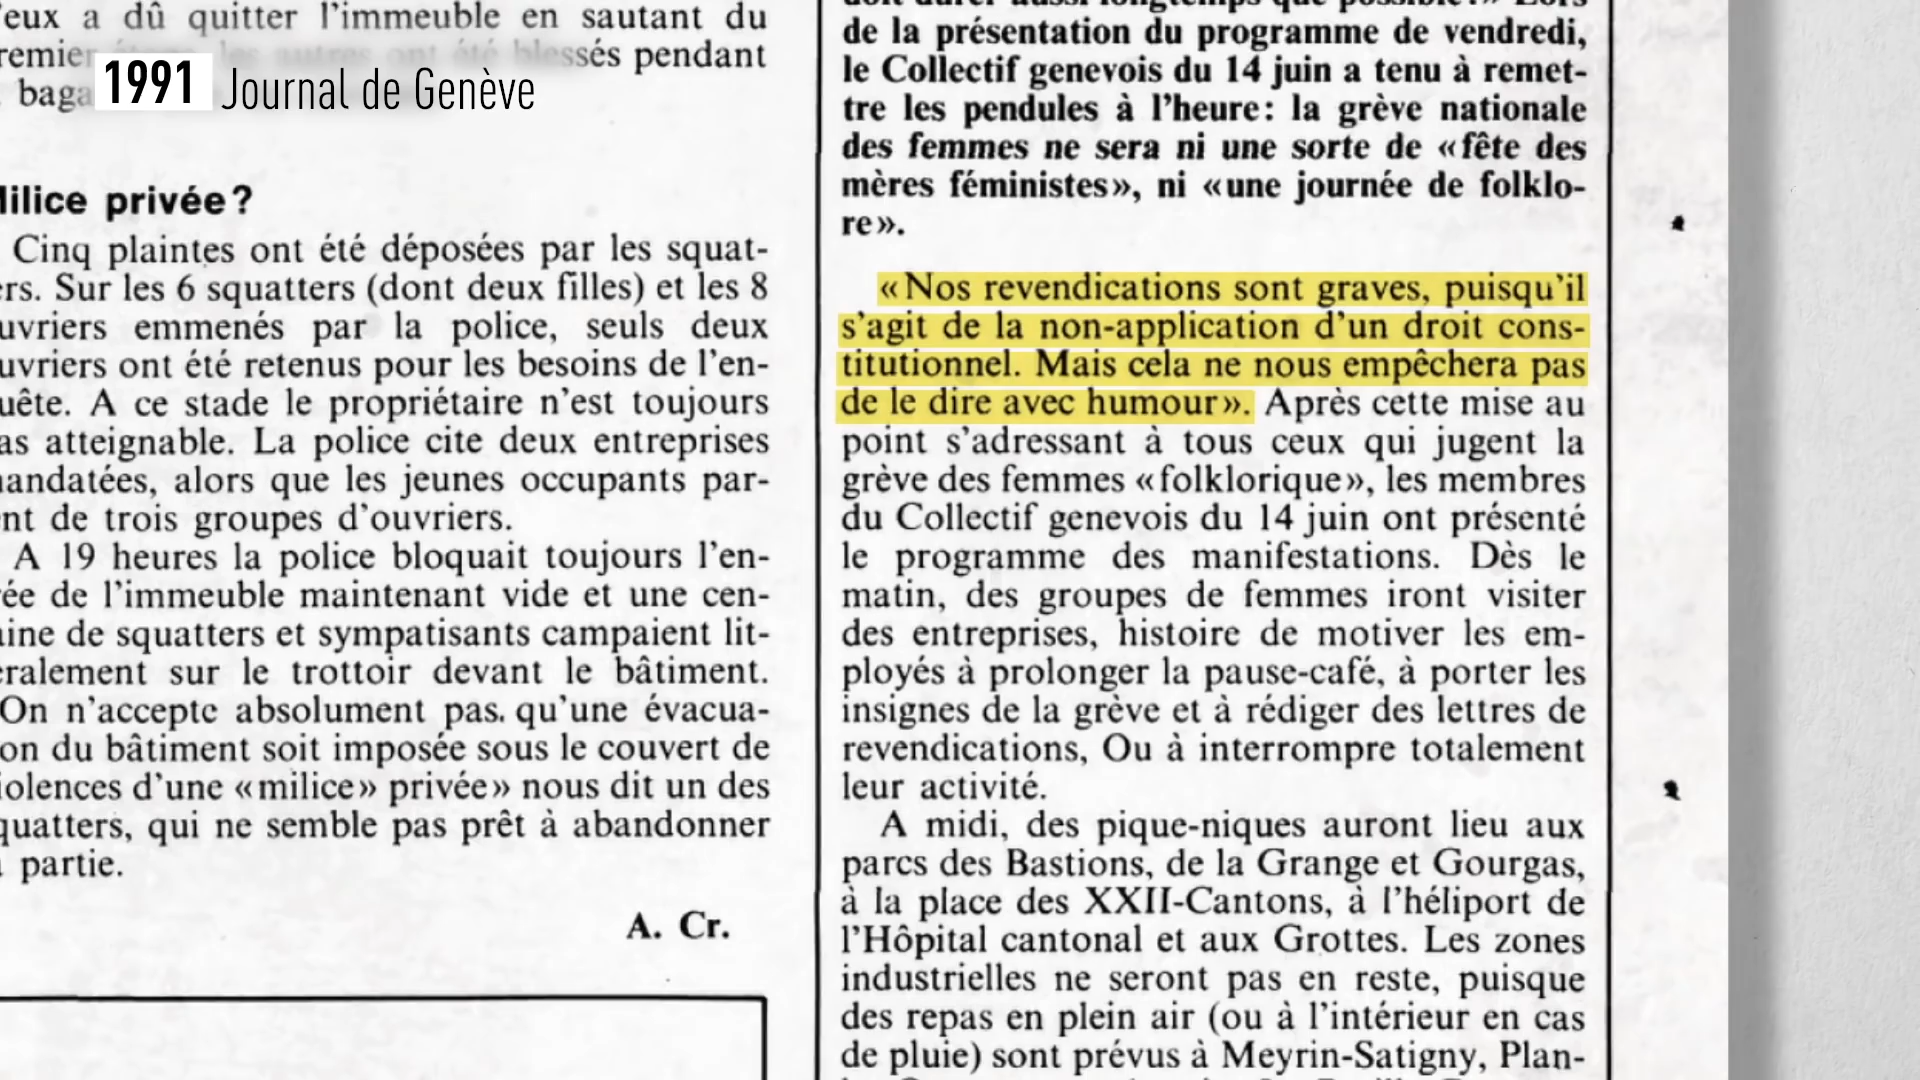 1991 Journal de Genève
eux a dû quitter l'immeuble en sautant du
les autres ont été blessés pendant
Milice privée?
Cinq plaintes ont été déposées par les squat-
ers. Sur les 6 squatters (dont deux filles) et les 8
uvriers emmenés par la police, seuls deux
uvriers ont été retenus pour les besoins de l'en-
uête. A ce stade le propriétaire n'est toujours
as atteignable. La police cite deux entreprises
andatées, alors que les jeunes occupants par-
nt de trois groupes d'ouvriers.
A 19 heures la police bloquait toujours l'en-
rée de l'immeuble maintenant vide et une cen-
aine de squatters et sympatisants campaient lit-
éralement sur le trottoir devant le bâtiment.
On n'accepte absolument pas. qu'une évacua-
on du bâtiment soit imposée sous le couvert de
iolences d'une «milice» privée» nous dit un des
quatters, qui ne semble pas prêt à abandonner
partie.
A. Cr.
doit durer aussi longtemps que possible!» Lors
de la présentation du programme de vendredi,
le Collectif genevois du 14 juin a tenu à remet-
tre les pendules à l'heure: la grève nationale
des femmes ne sera ni une sorte de «fête des
mères féministes», ni «une journée de folklo-
re».
«Nos revendications sont graves, puisqu'il
s'agit de la non-application d'un droit cons-
titutionnel. Mais cela ne nous empêchera pas
de le dire avec humour». Après cette mise au
point s'adressant à tous ceux qui jugent la
grève des femmes «folklorique», les membres
du Collectif genevois du 14 juin ont présenté
le programme des manifestations. Dès le
matin, des groupes de femmes iront visiter
des entreprises, histoire de motiver les em-
ployés à prolonger la pause-café, à porter les
insignes de la grève et à rédiger des lettres de
revendications, Ou à interrompre totalement
leur activité.
A midi, des pique-niques auront lieu aux
parcs des Bastions, de la Grange et Gourgas,
à la place des XXII-Cantons, à l'héliport de
l'Hôpital cantonal et aux Grottes. Les zones
industrielles ne seront pas en reste, puisque
des repas en plein air (ou à l'intérieur en cas
de pluie) sont prévus à Meyrin-Satigny, Plan-